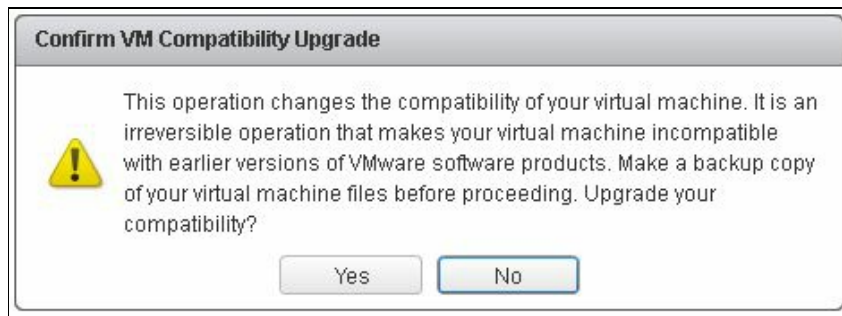 Confirm VM Compatibility Upgrade
This operation changes the compatibility of your virtual machine. It is an
irreversible operation that makes your virtual machine incompatible
with earlier versions of VMware software products. Make a backup copy
of your virtual machine files before proceeding. Upgrade your
compatibility?
Yes No